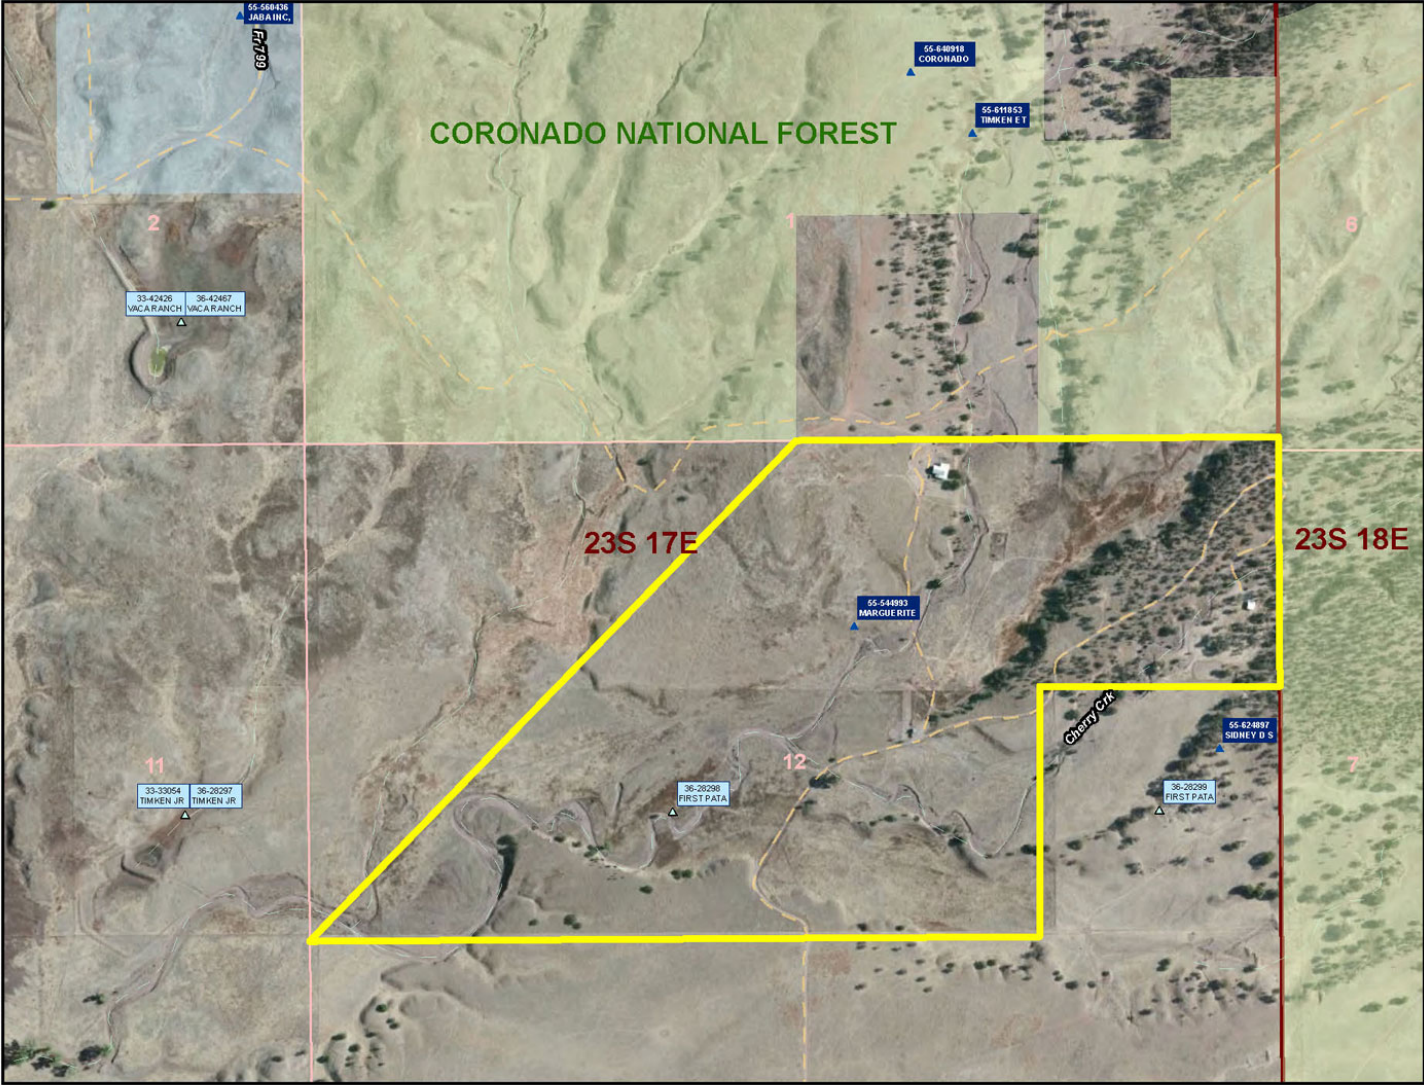 55-560436
JABA INC,
Fr 799
55-640918
CORONADO
55-611853
TIMKEN E T
CORONADO NATIONAL FOREST
2
1
6
33-42426
VACA RANCH
36-42467
VACA RANCH
23S 17E
23S 18E
55-544993
MARGUERITE
Cherry Crk
55-624897
SIDNEY D S
11
12
7
33-33054
TIMKEN JR
36-28297
TIMKEN JR
36-28298
FIRST PATA
36-28299
FIRST PATA